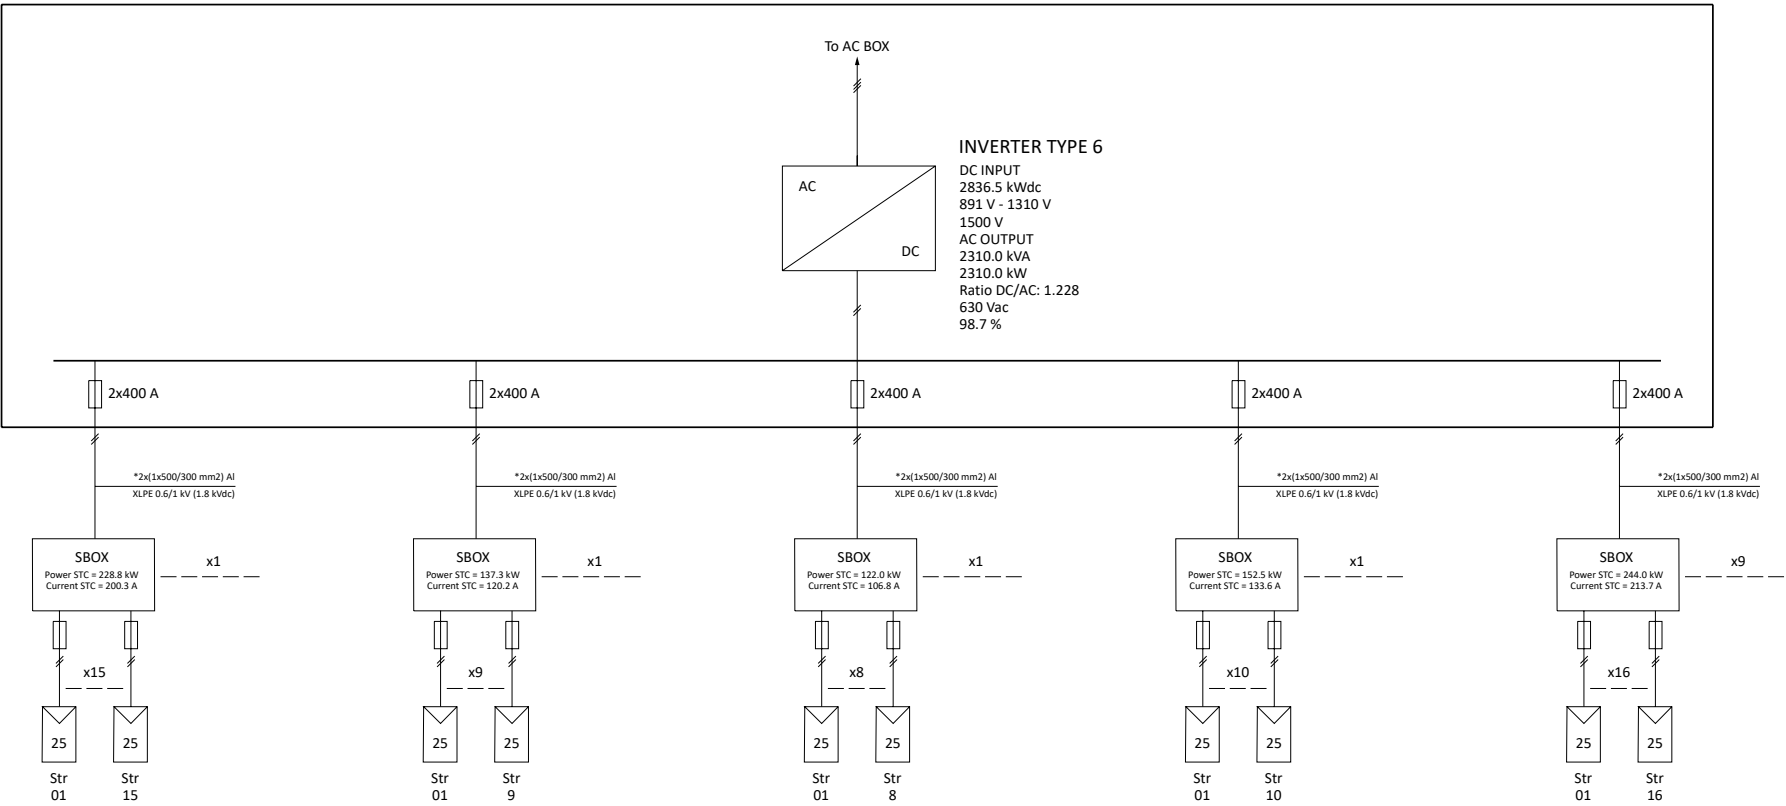 To AC BOX
AC
DC
INVERTER TYPE 6
DC INPUT
2836.5 kWdc
891 V - 1310 V
1500 V
AC OUTPUT
2310.0 kVA
2310.0 kW
Ratio DC/AC: 1.228
630 Vac
98.7 %
2x400 A
2x400 A
2x400 A
2x400 A
2x400 A
*2x(1x500/300 mm2) Al
XLPE 0.6/1 kV (1.8 kVdc)
*2x(1x500/300 mm2) Al
XLPE 0.6/1 kV (1.8 kVdc)
*2x(1x500/300 mm2) Al
XLPE 0.6/1 kV (1.8 kVdc)
*2x(1x500/300 mm2) Al
XLPE 0.6/1 kV (1.8 kVdc)
*2x(1x500/300 mm2) Al
XLPE 0.6/1 kV (1.8 kVdc)
SBOX
Power STC = 228.8 kW
Current STC = 200.3 A
x1
SBOX
Power STC = 137.3 kW
Current STC = 120.2 A
x1
SBOX
Power STC = 122.0 kW
Current STC = 106.8 A
x1
SBOX
Power STC = 152.5 kW
Current STC = 133.6 A
x1
SBOX
Power STC = 244.0 kW
Current STC = 213.7 A
x9
x15
25
25
Str
01
Str
15
x9
25
25
Str
01
Str
9
x8
25
25
Str
01
Str
8
x10
25
25
Str
01
Str
10
x16
25
25
Str
01
Str
16